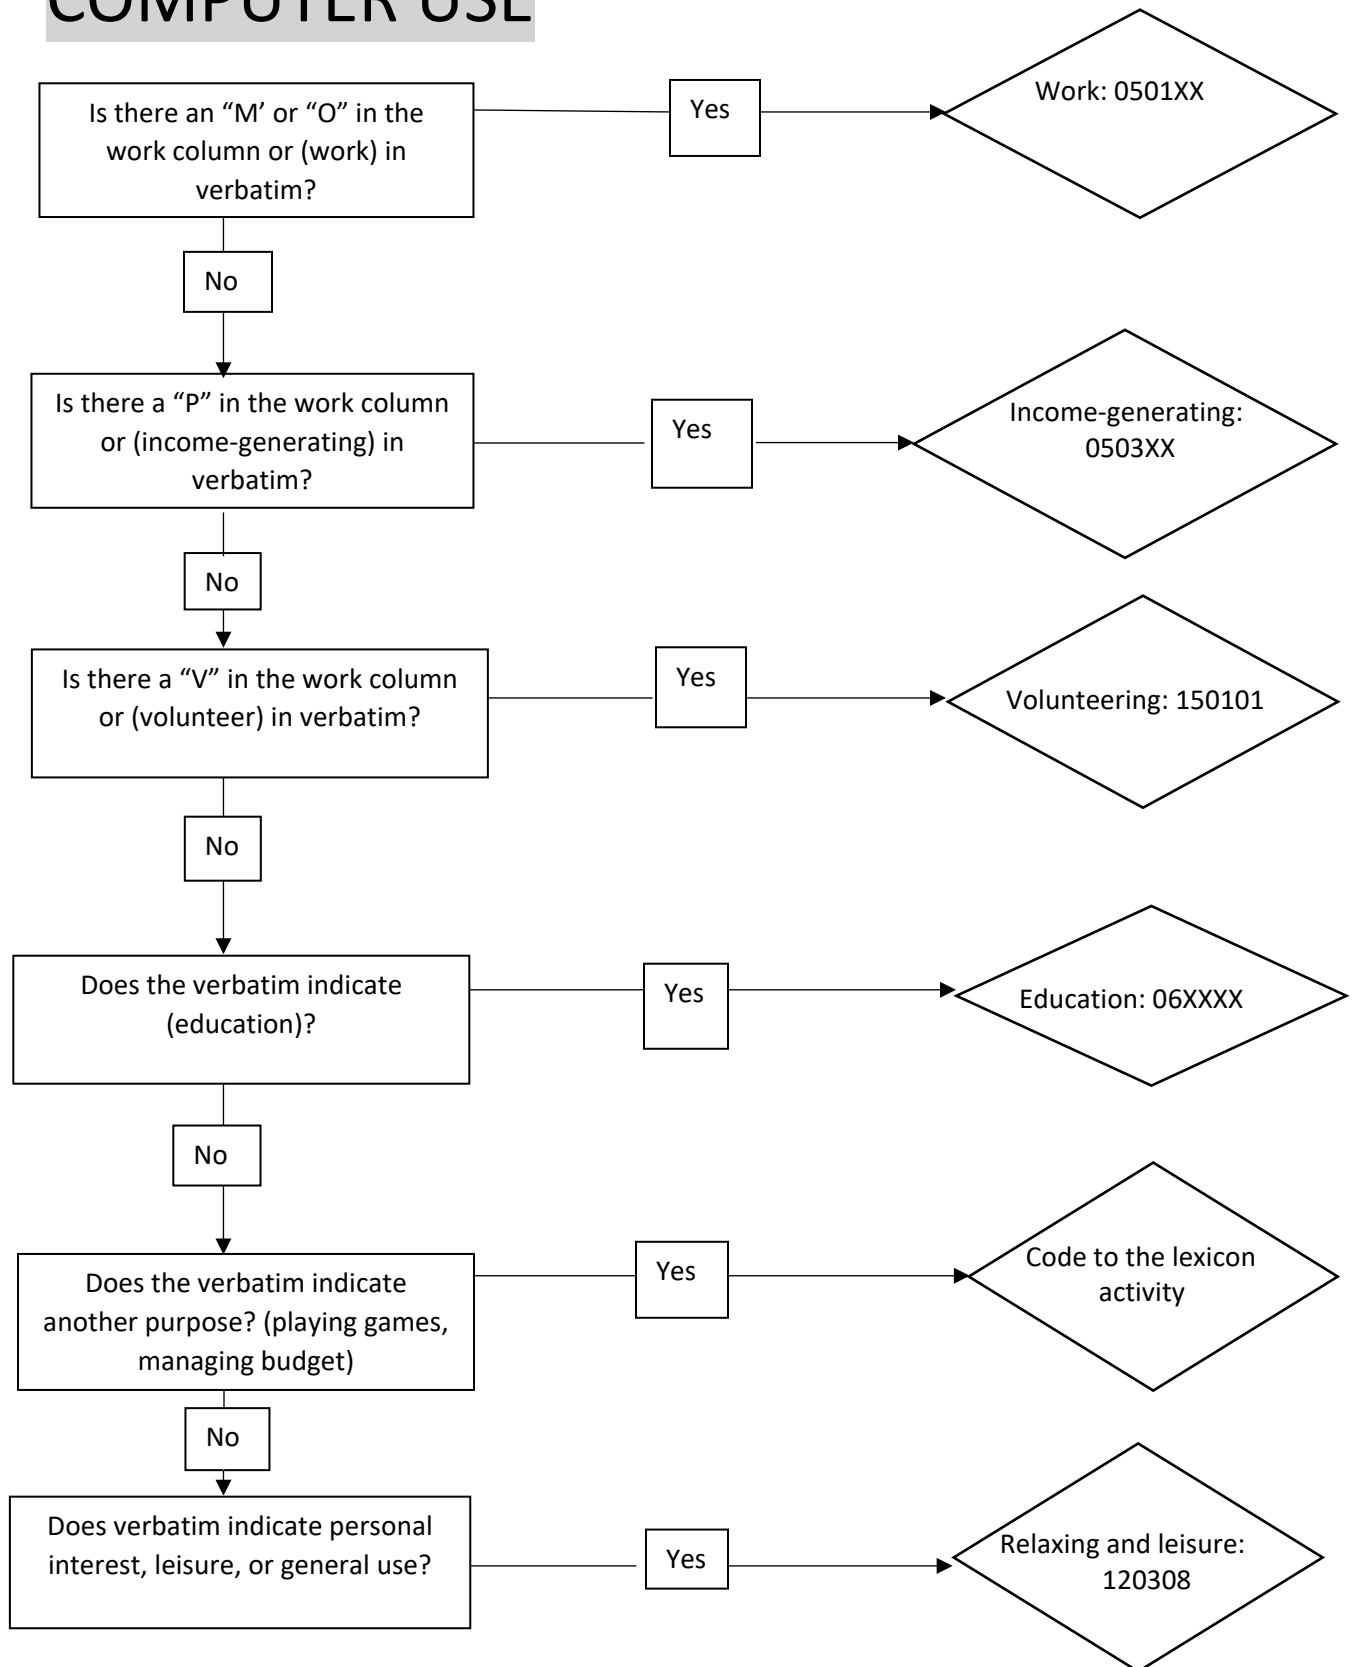 COMPUTER USE
Is there an “M’ or “O” in the
work column or (work) in
verbatim?
Yes
Work: 0501XX
No
Is there a “P” in the work column
or (income-generating) in
verbatim?
Yes
Income-generating:
0503XX
No
Is there a “V” in the work column
or (volunteer) in verbatim?
Yes
Volunteering: 150101
No
Does the verbatim indicate
(education)?
Yes
Education: 06XXXX
No
Does the verbatim indicate
another purpose? (playing games,
managing budget)
Yes
Code to the lexicon
activity
No
Does verbatim indicate personal
interest, leisure, or general use?
Yes
Relaxing and leisure:
120308